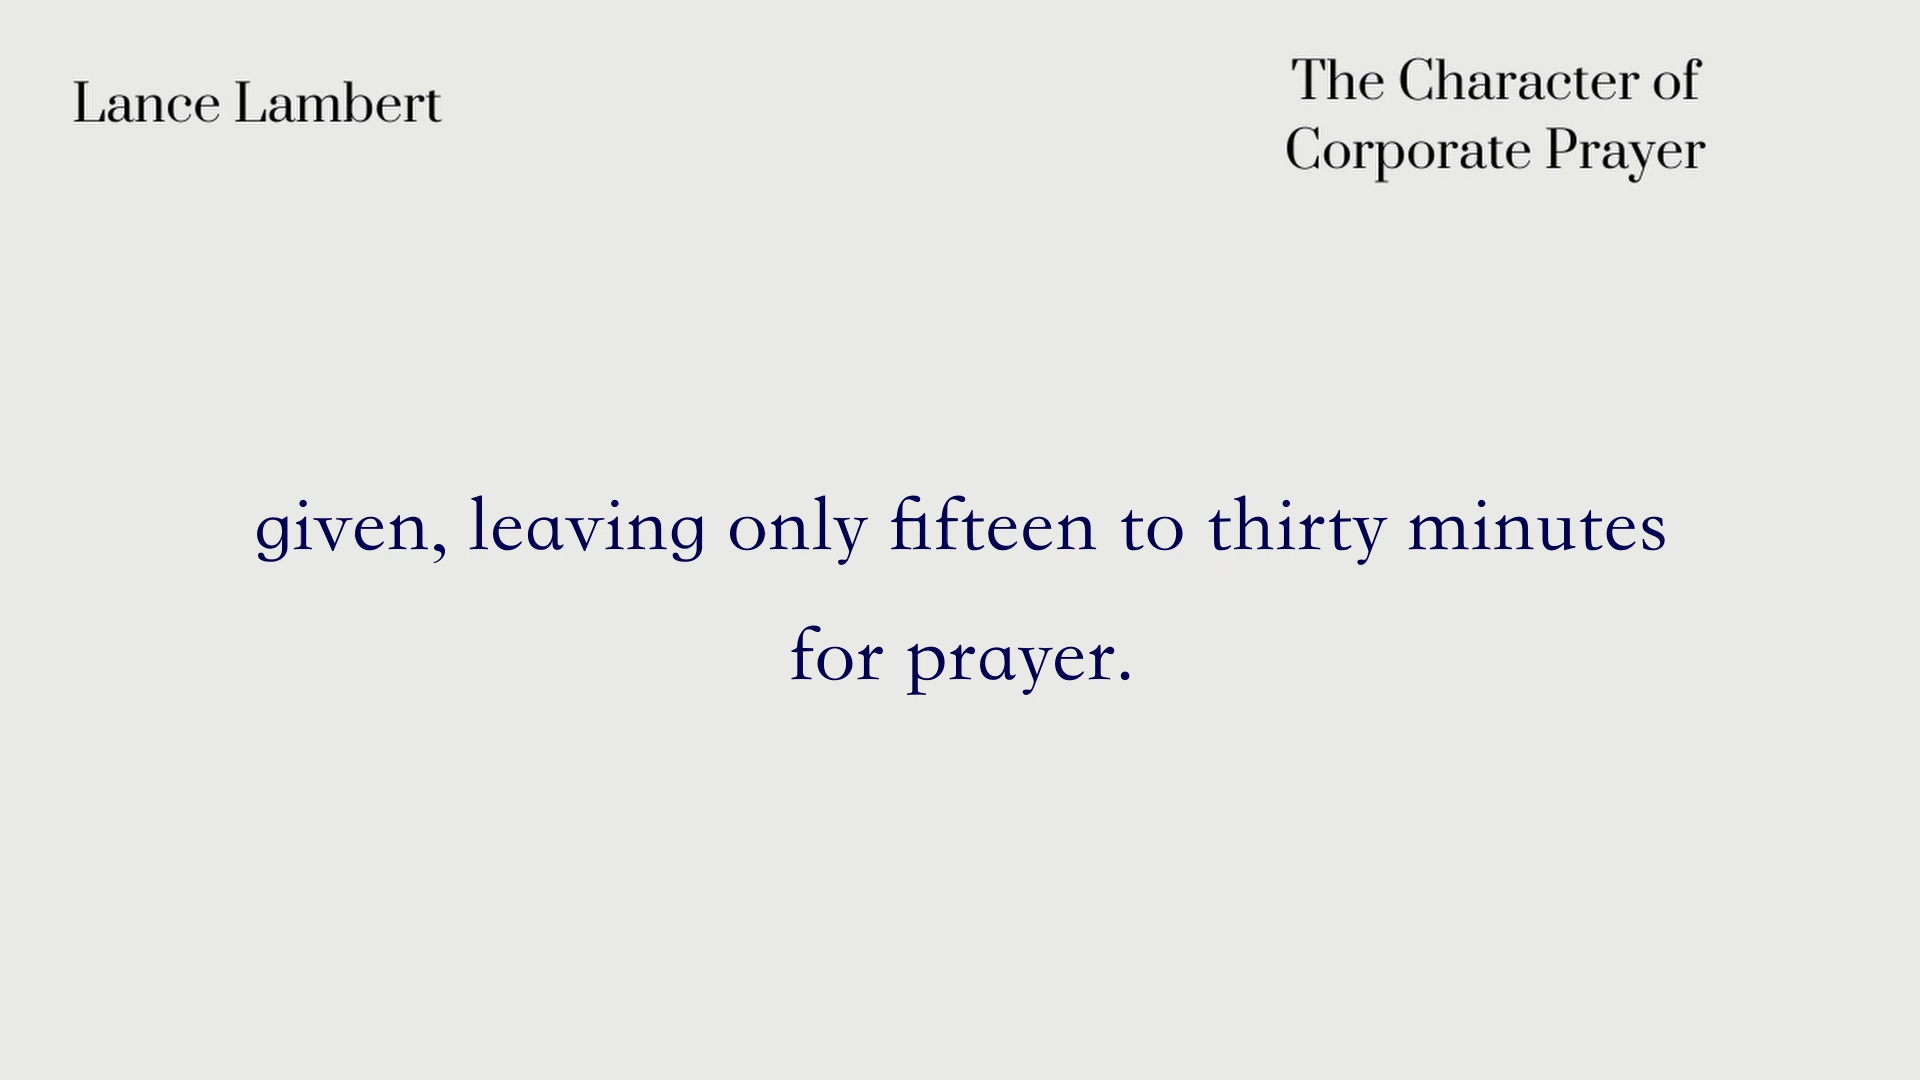 Lance Lambert
The Character of
Corporate Prayer
given, leaving only fifteen to thirty minutes
for prayer.